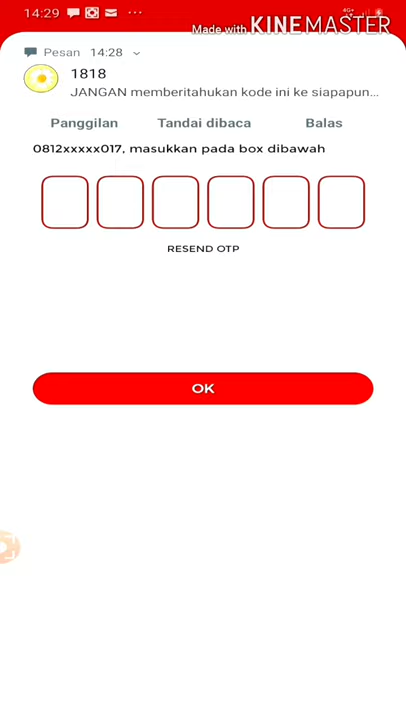 14:29
4G+
Made with KINEMASTER
Pesan 14:28
1818
JANGAN memberitahukan kode ini ke siapapun...
Panggilan Tandai dibaca Balas
0812xxxxx017, masukkan pada box dibawah
RESEND OTP
OK